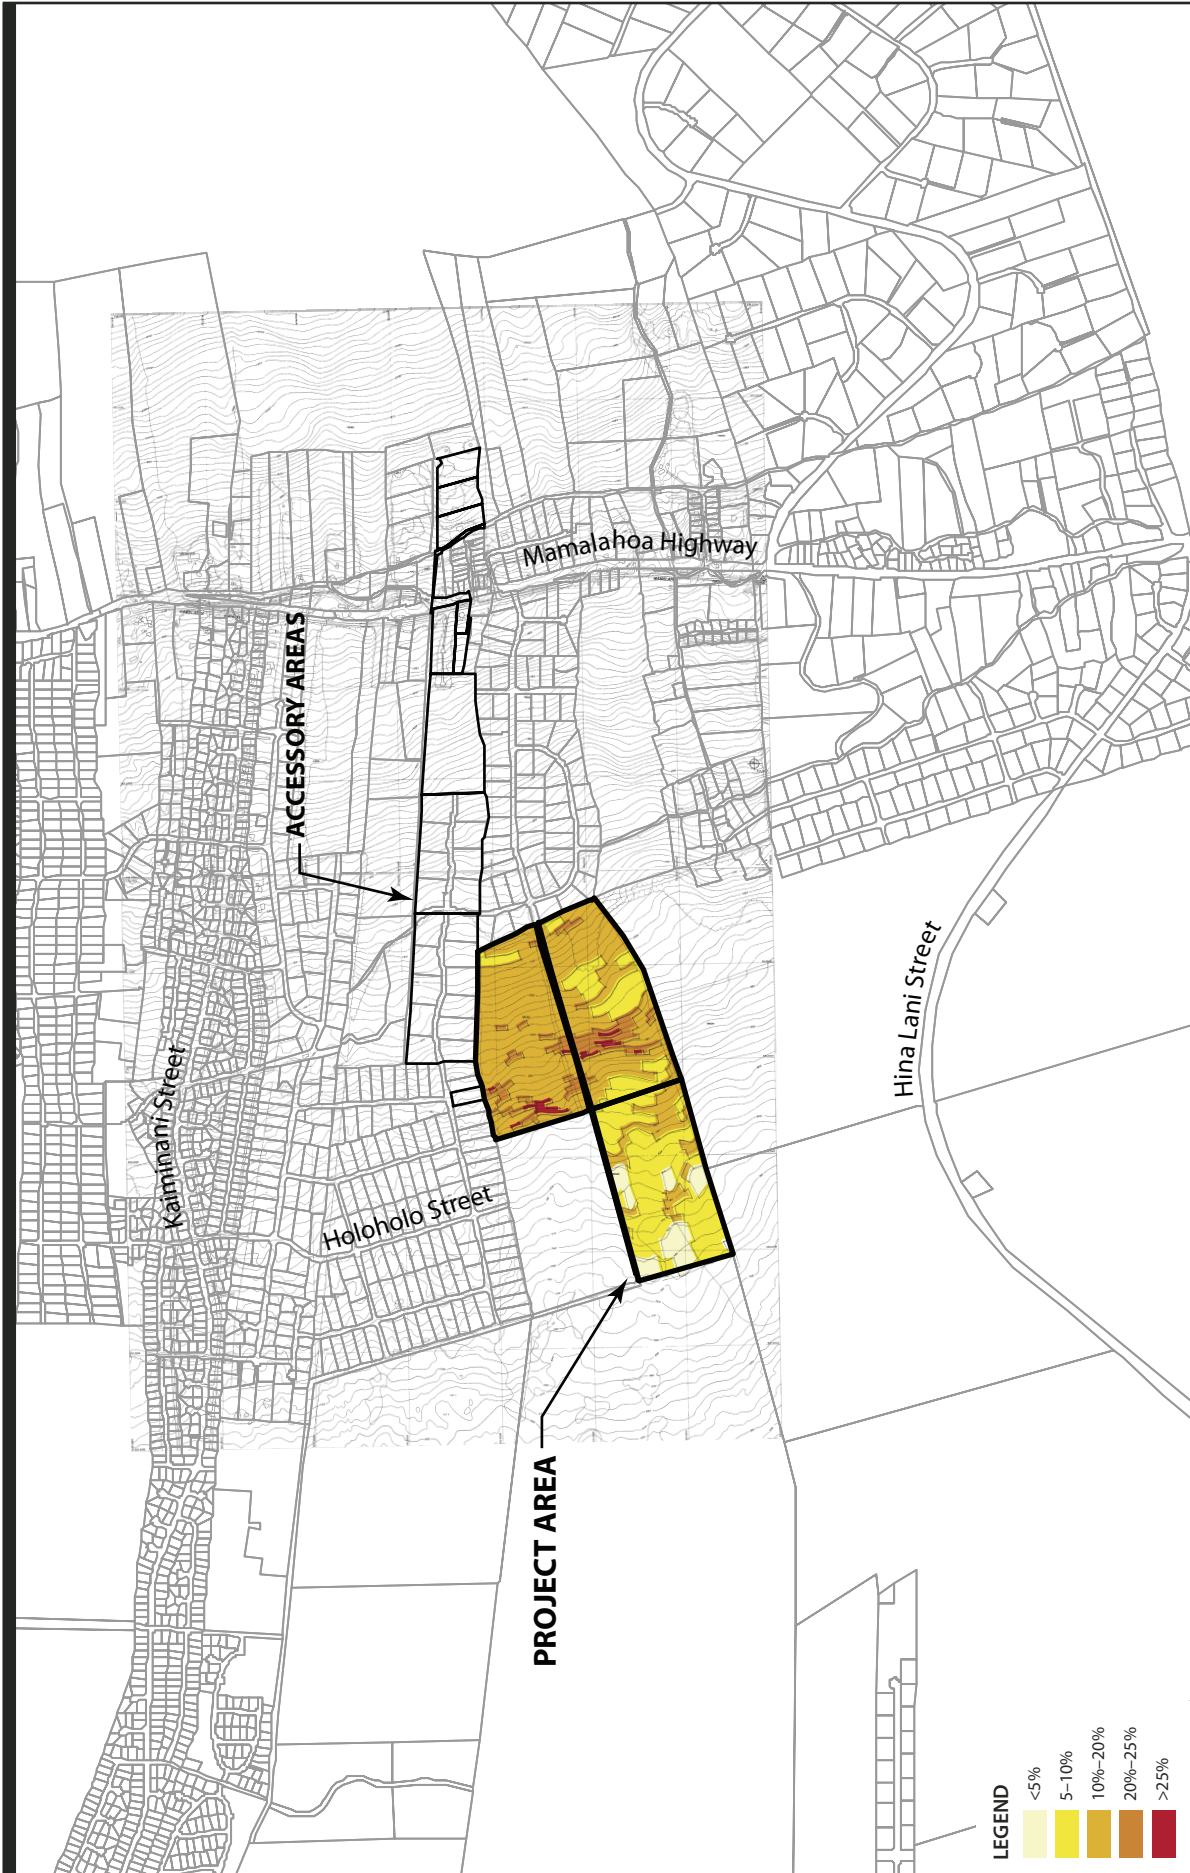 Mamalahoa Highway
ACCESSORY AREAS
Kaiminani Street
Holoholo Street
Hina Lani Street
PROJECT AREA
LEGEND
<5%
5–10%
10%–20%
20%–25%
>25%